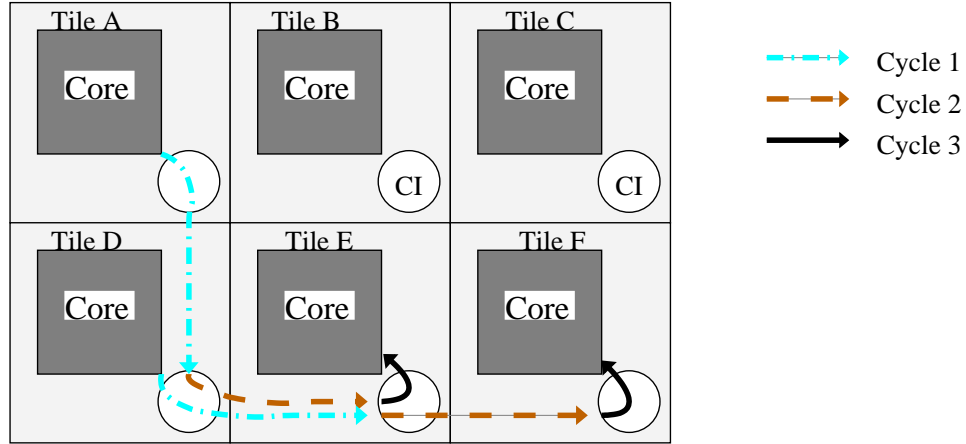 Tile A
Tile B
Tile C
Core
Core
Core
CI
CI
Tile D
Tile E
Tile F
Core
Core
Core
Cycle 1
Cycle 2
Cycle 3